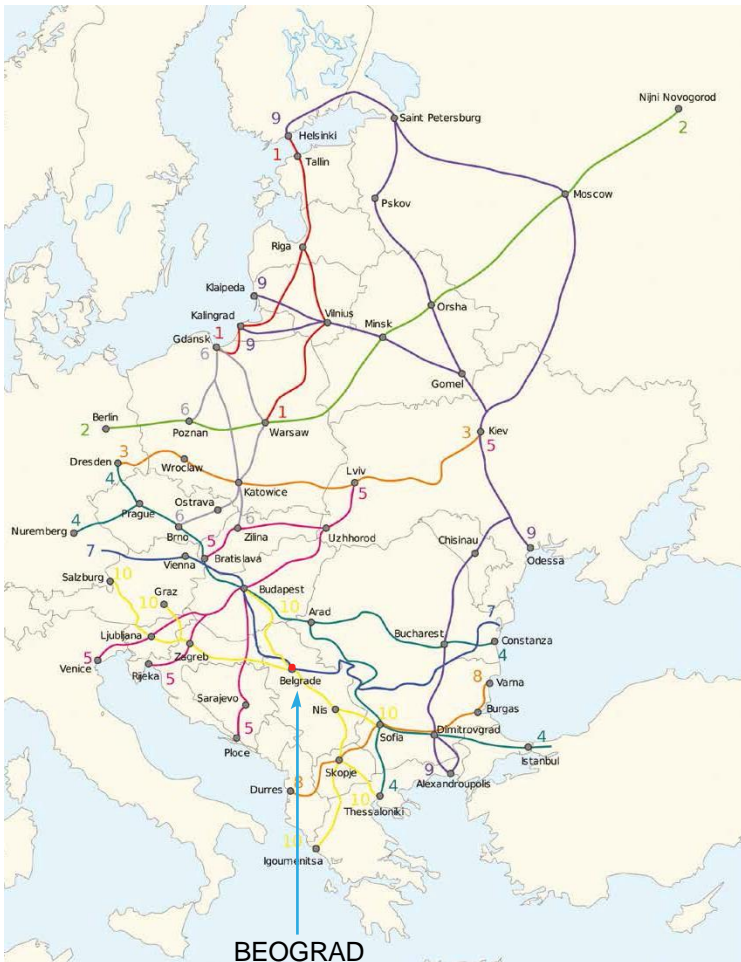 Nijni Novogorod
2
9
Saint Petersburg
Helsinki
1
Tallin
Moscow
Pskov
Riga
Klaipeda
9
Kalingrad
Vilnius
Orsha
Minsk
Gdansk
1
9
6
Gomel
6
1
Berlin
2
Poznan
Warsaw
3
Kiev
5
Dresden
3
4
Wroclaw
Lviv
Katowice
5
Ostrava
4
Prague
Nuremberg
6
Brno
5
6
Zilina
Uzhhorod
Chisinau
9
Odessa
7
Vienna
Bratislava
Salzburg
10
Graz
10
Budapest
10
Arad
7
Ljubljana
Bucharest
Constanza
4
Venice
5
Zagreb
Rijeka
5
Belgrade
8
Varna
Sarajevo
Nis
10
Burgas
5
Sofia
Dimitrovgrad
4
Ploce
Istanbul
Skopje
9
Alexandroupolis
Durres
8
10
4
Thessaloniki
10
Igoumenitsa
BEOGRAD